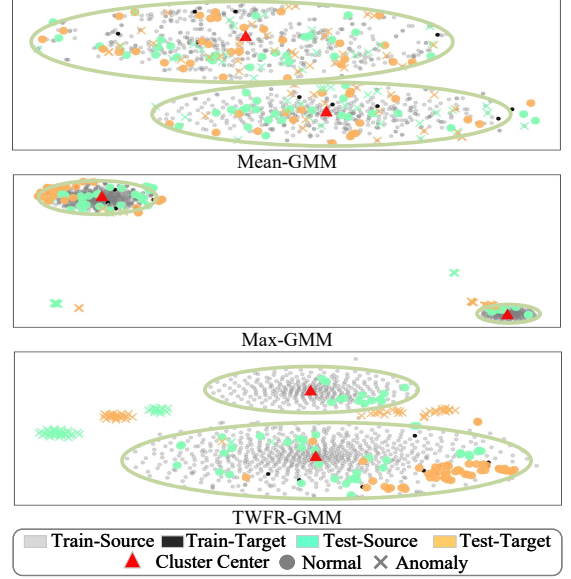 Mean-GMM
Max-GMM
TWFR-GMM
Train-Source Train-Target Test-Source Test-Target
Cluster Center Normal Anomaly